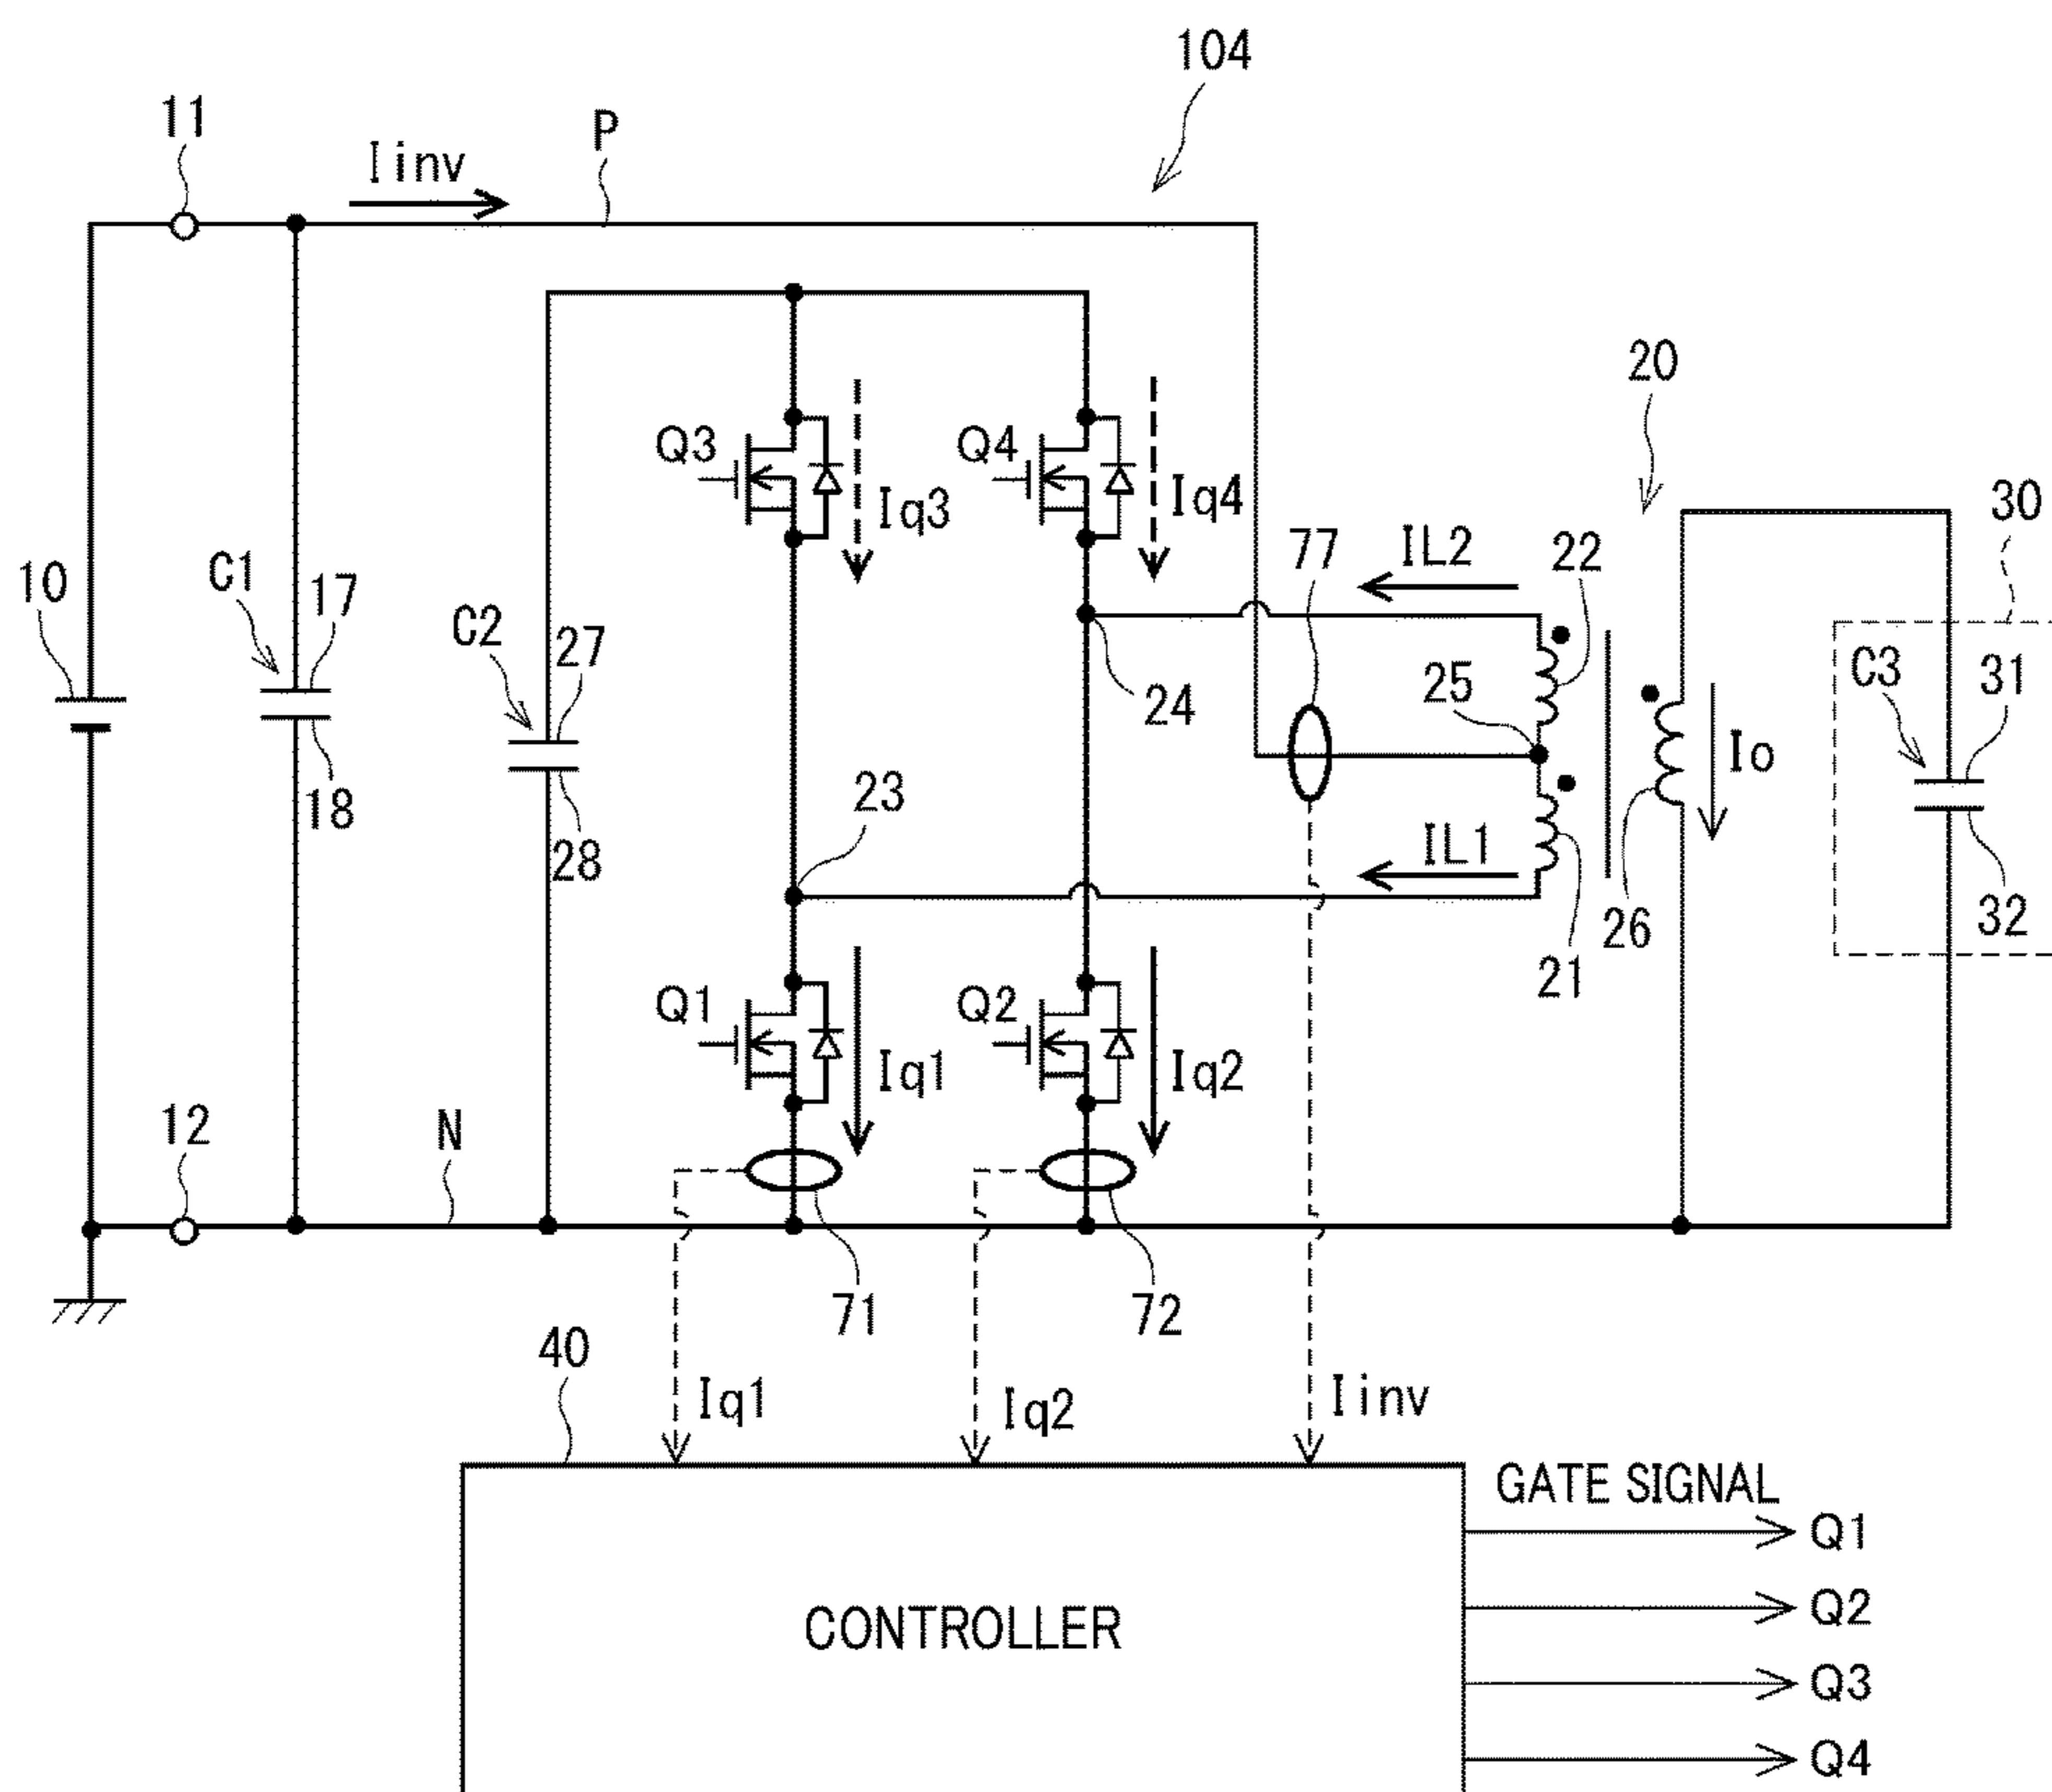 104
11
Iinv
P
20
Q3
Q4
Iq3
Iq4
30
77
IL2
22
10
C1
17
C2
27
24
25
C3
31
Io
18
23
28
IL1
26
32
21
Q1
Q2
Iq1
Iq2
12
N
71
72
40
Iq1
Iq2
Iinv
GATE SIGNAL
Q1
CONTROLLER
Q2
Q3
Q4